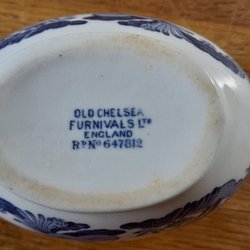 OLD CHELSEA
FURNIVALS LTD
ENGLAND
RD NO 647812